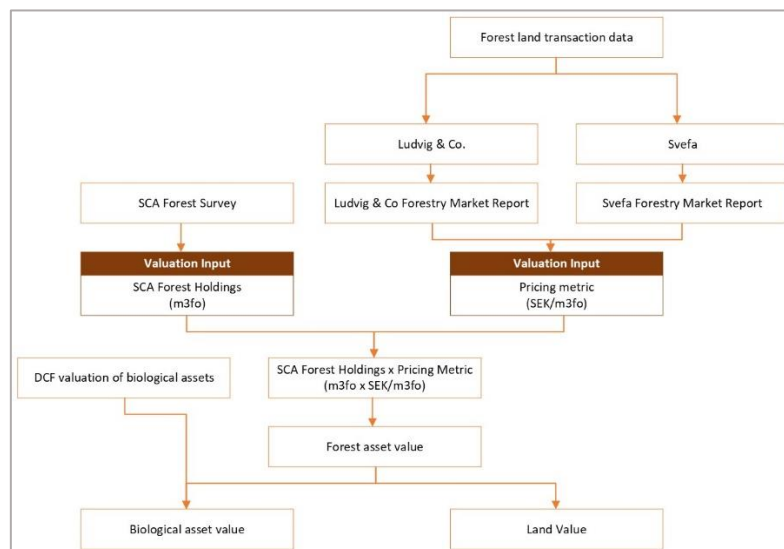 Forest land transaction data
Ludvig & Co.
Svefa
SCA Forest Survey
Ludvig & Co Forestry Market Report
Svefa Forestry Market Report
Valuation Input
SCA Forest Holdings
(m3fo)
Valuation Input
Pricing metric
(SEK/m3fo)
DCF valuation of biological assets
SCA Forest Holdings x Pricing Metric
(m3fo x SEK/m3fo)
Forest asset value
Biological asset value
Land Value